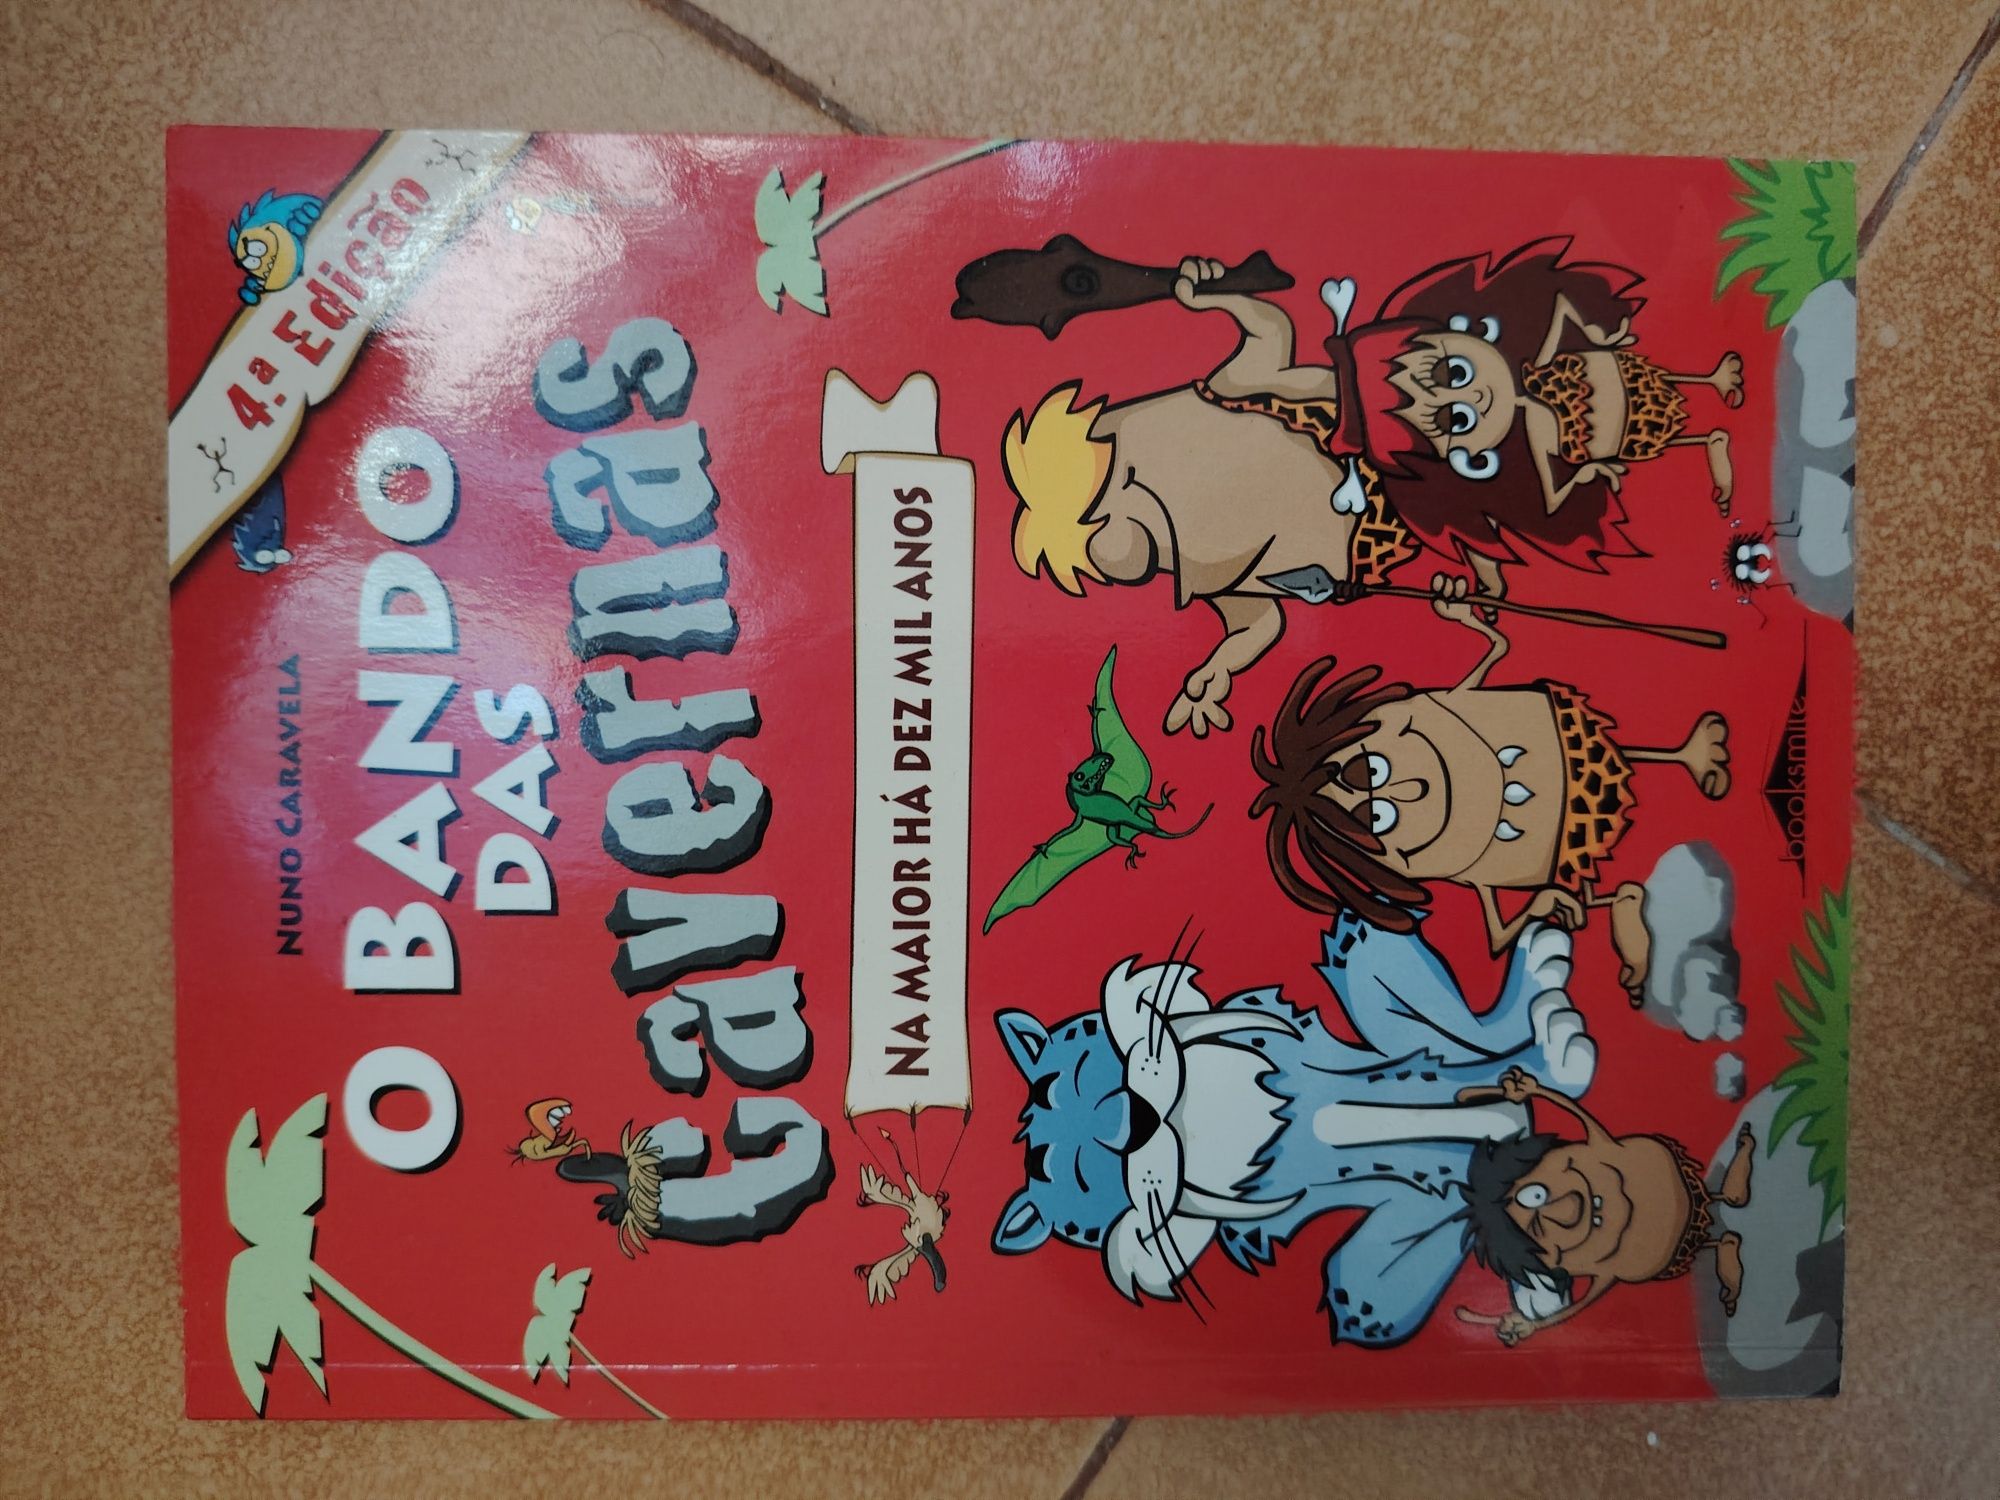 4.ª Edição
NUNO CARAVELA
O BANDO
DAS
Cavernas
NA MAIOR HÁ DEZ MIL ANOS
booksmile